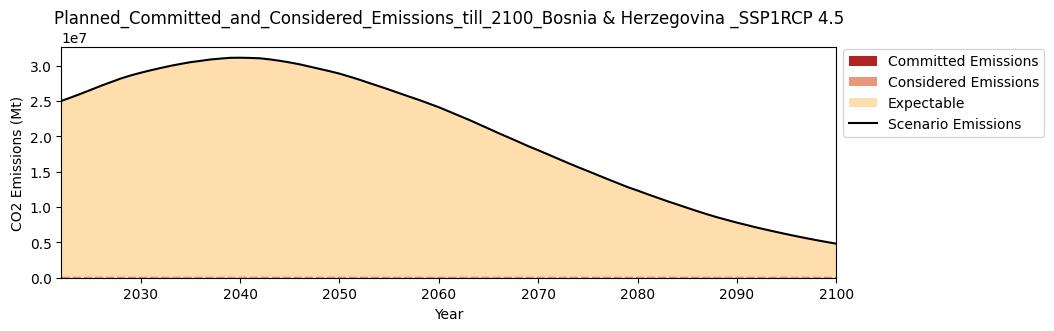 Planned_Committed_and_Considered_Emissions_till_2100_Bosnia & Herzegovina _SSP1RCP 4.5
1e7
3.0
2.5
2.0
1.5
1.0
0.5
0.0
CO2 Emissions (Mt)
2030 2040 2050 2060 2070 2080 2090 2100
Year
Committed Emissions
Considered Emissions
Expectable
Scenario Emissions